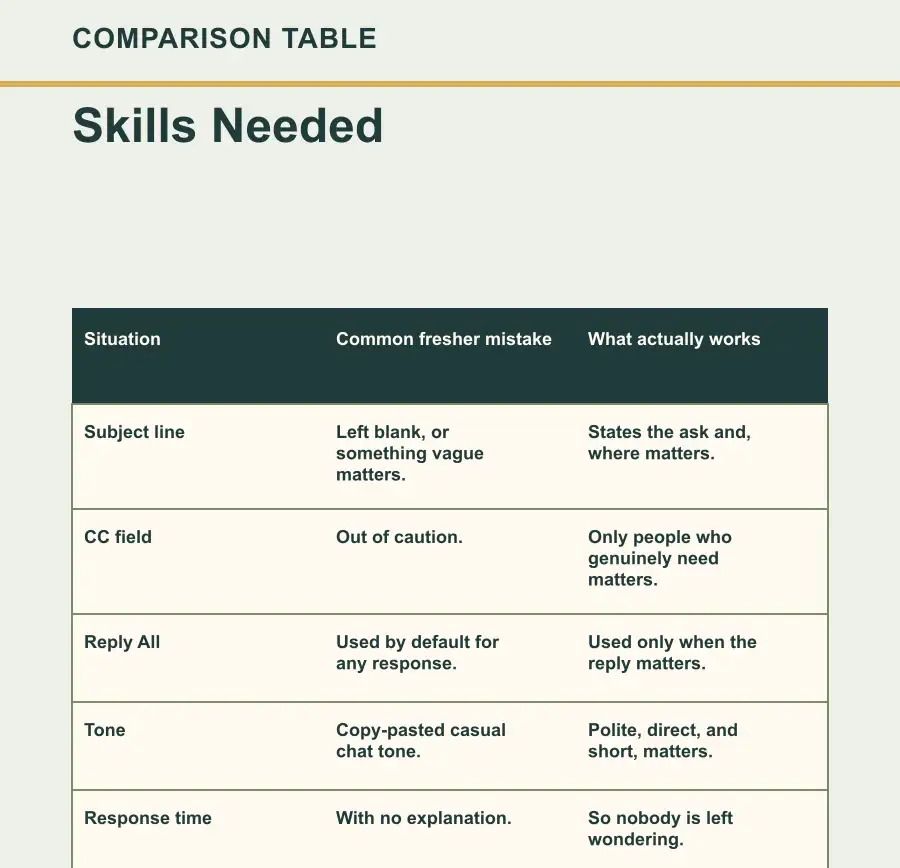 COMPARISON TABLE
Skills Needed
Situation
Common fresher mistake
What actually works
Subject line
Left blank, or
something vague
matters.
States the ask and,
where matters.
CC field
Out of caution.
Only people who
genuinely need
matters.
Reply All
Used by default for
any response.
Used only when the
reply matters.
Tone
Copy-pasted casual
chat tone.
Polite, direct, and
short, matters.
Response time
With no explanation.
So nobody is left
wondering.